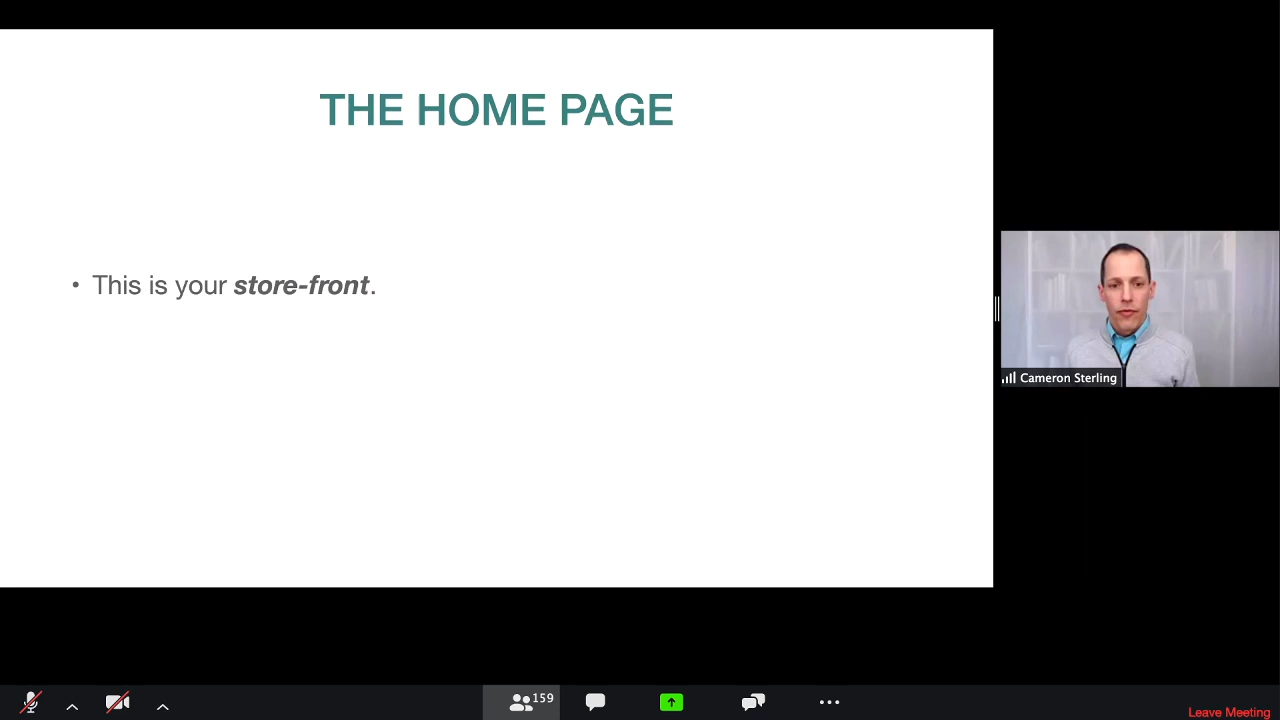 THE HOME PAGE
• This is your store-front.
Cameron Sterling
159
Leave Meeting